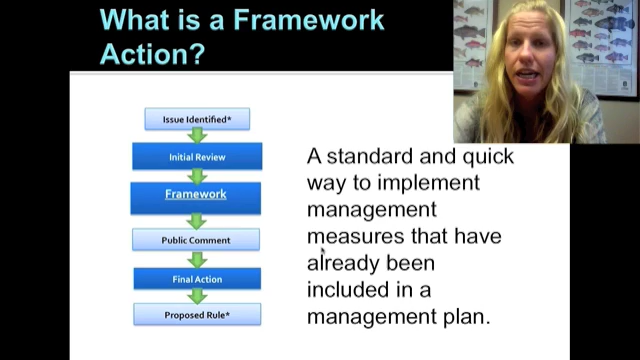 What is a Framework
Action?
Issue Identified*
Initial Review
Framework
Public Comment
Final Action
Proposed Rule*
A standard and quick
way to implement
management
measures that have
already been
included in a
management plan.